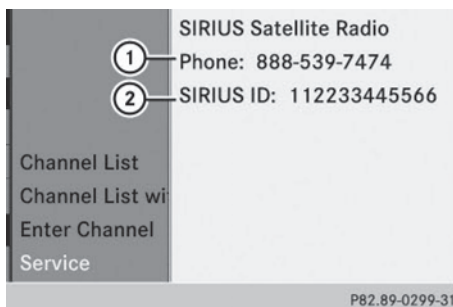 SIRIUS Satellite Radio
1 Phone: 888-539-7474
2 SIRIUS ID: 112233445566
Channel List
Channel List wi
Enter Channel
Service
P82.89-0299-31